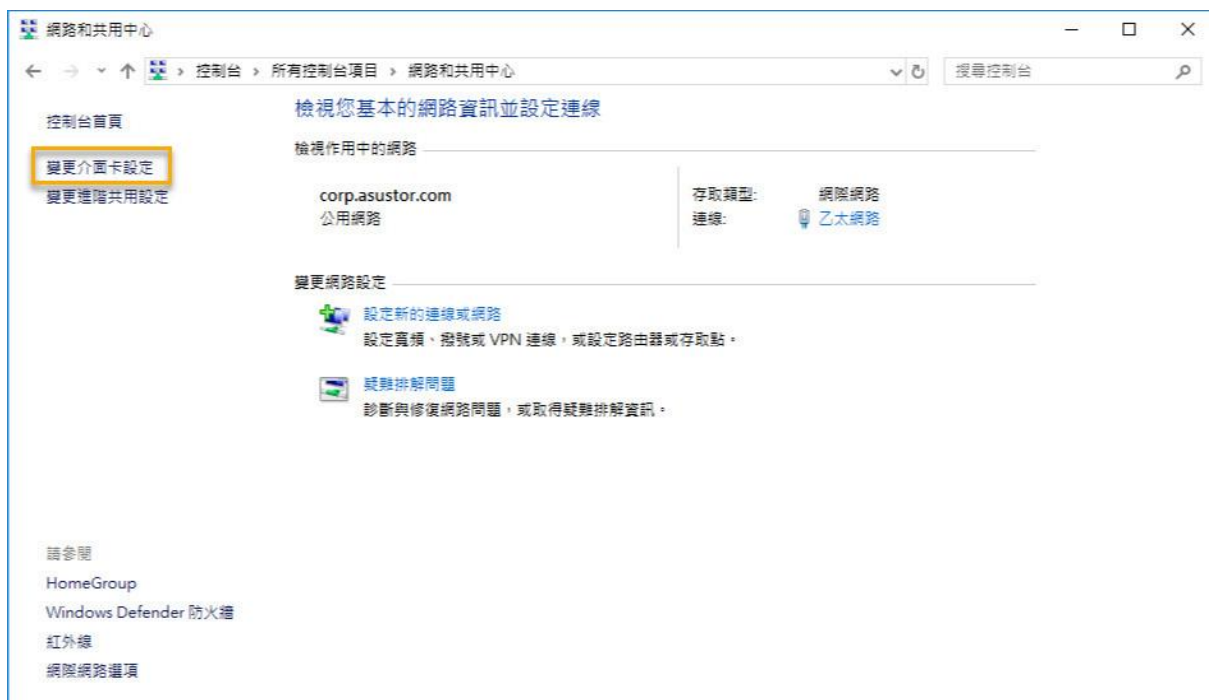 網路和共用中心
控制台 › 所有控制台項目 › 網路和共用中心
搜尋控制台
控制台首頁
變更介面卡設定
變更進階共用設定
檢視您基本的網路資訊並設定連線
檢視作用中的網路
corp.asustor.com
公用網路
存取類型: 網際網路
連線: 乙太網路
變更網路設定
設定新的連線或網路
設定寬頻、撥號或 VPN 連線，或設定路由器或存取點。
疑難排解問題
診斷與修復網路問題，或取得疑難排解資訊。
請參閱
HomeGroup
Windows Defender 防火牆
紅外線
網際網路選項